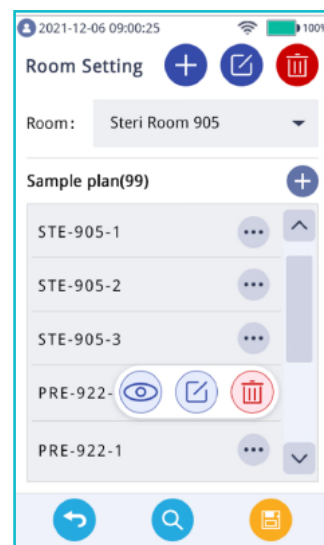 2021-12-06 09:00:25
Room Setting
Room: Steri Room 905
Sample plan(99)
STE-905-1
STE-905-2
STE-905-3
PRE-922-
PRE-922-1